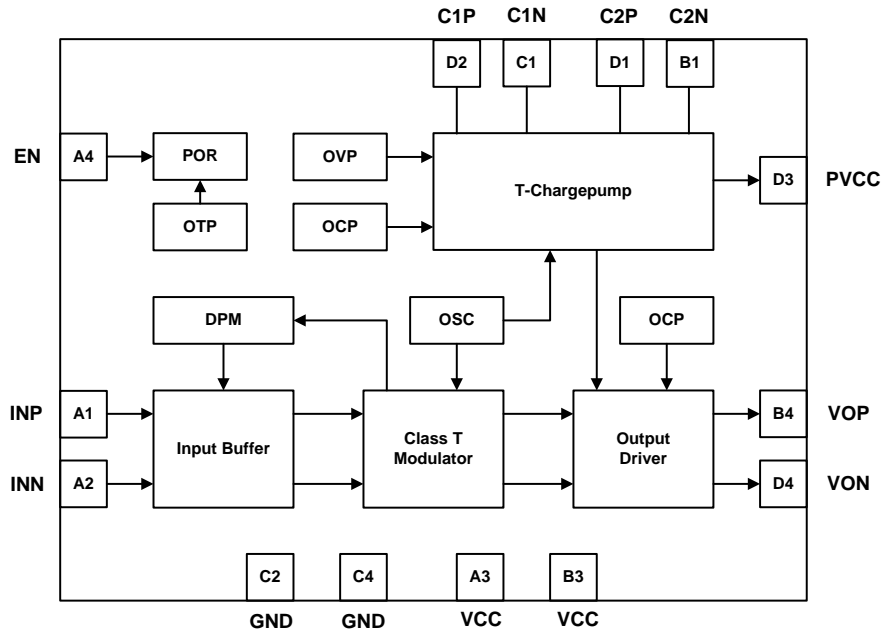 C1P C1N C2P C2N
D2 C1 D1 B1
EN A4 POR OVP T-Chargepump D3 PVCC
OTP OCP
DPM OSC OCP
INP A1 Input Buffer Class T Modulator Output Driver B4 VOP
INN A2 D4 VON
C2 C4 A3 B3
GND GND VCC VCC